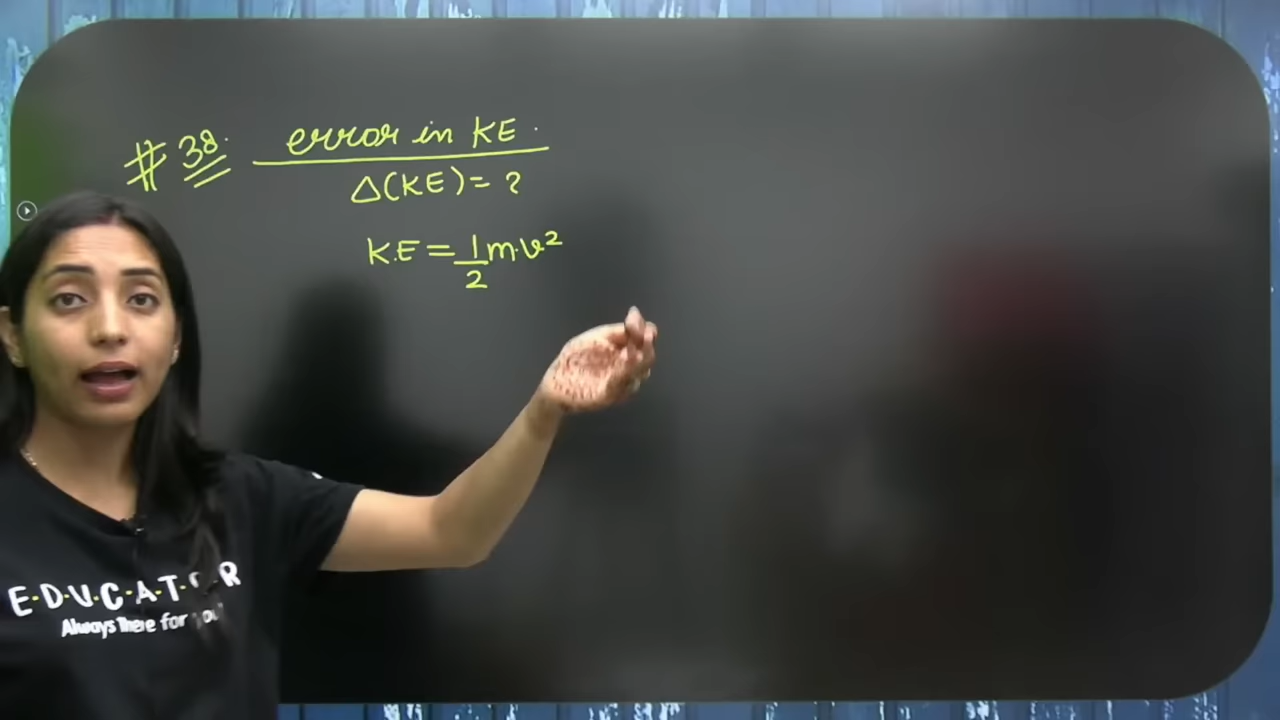 # 38. error in KE.
Δ(KE) = ?
K.E = 1/2 m.v²
E·D·U·C·A·T·O·R
Always There for you